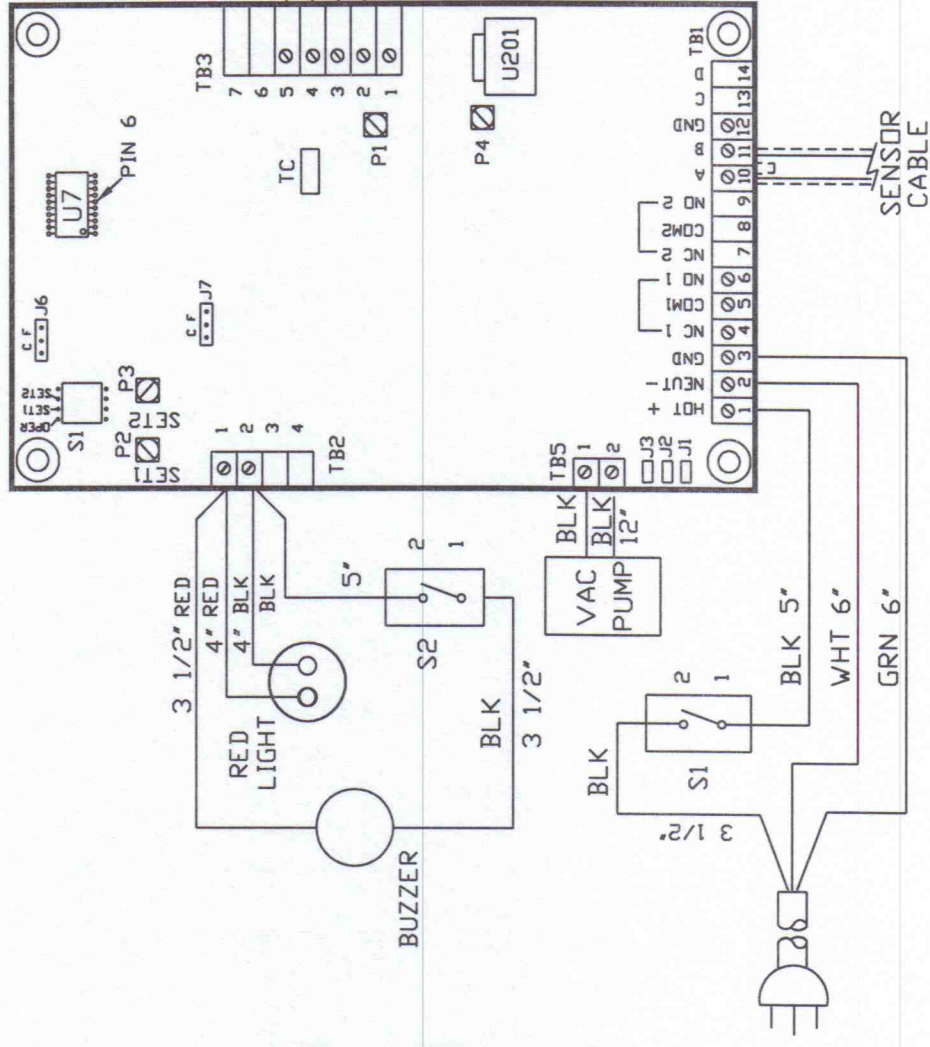 U7
PIN 6
TB3
7
6
5
4
3
2
1
TC
P1
P4
U201
C F
J6
C F
J7
OPER
SET1
SET2
S1
P3
SET2
P2
SET1
1
2
3
4
TB2
TB5
1
2
J3
J2
J1
TB1
HOT +
NEUT -
GND
NC 1
COM1
NO 1
NC 2
COM2
NO 2
A
B
GND
C
D
1
2
3
4
5
6
7
8
9
10
11
12
13
14
SENSOR
CABLE
3 1/2" RED
4" RED
4" BLK
BLK
5"
RED
LIGHT
2
1
S2
BLK
3 1/2"
BUZZER
BLK
BLK
12"
VAC
PUMP
BLK
2
1
S1
3 1/2"
BLK 5"
WHT 6"
GRN 6"